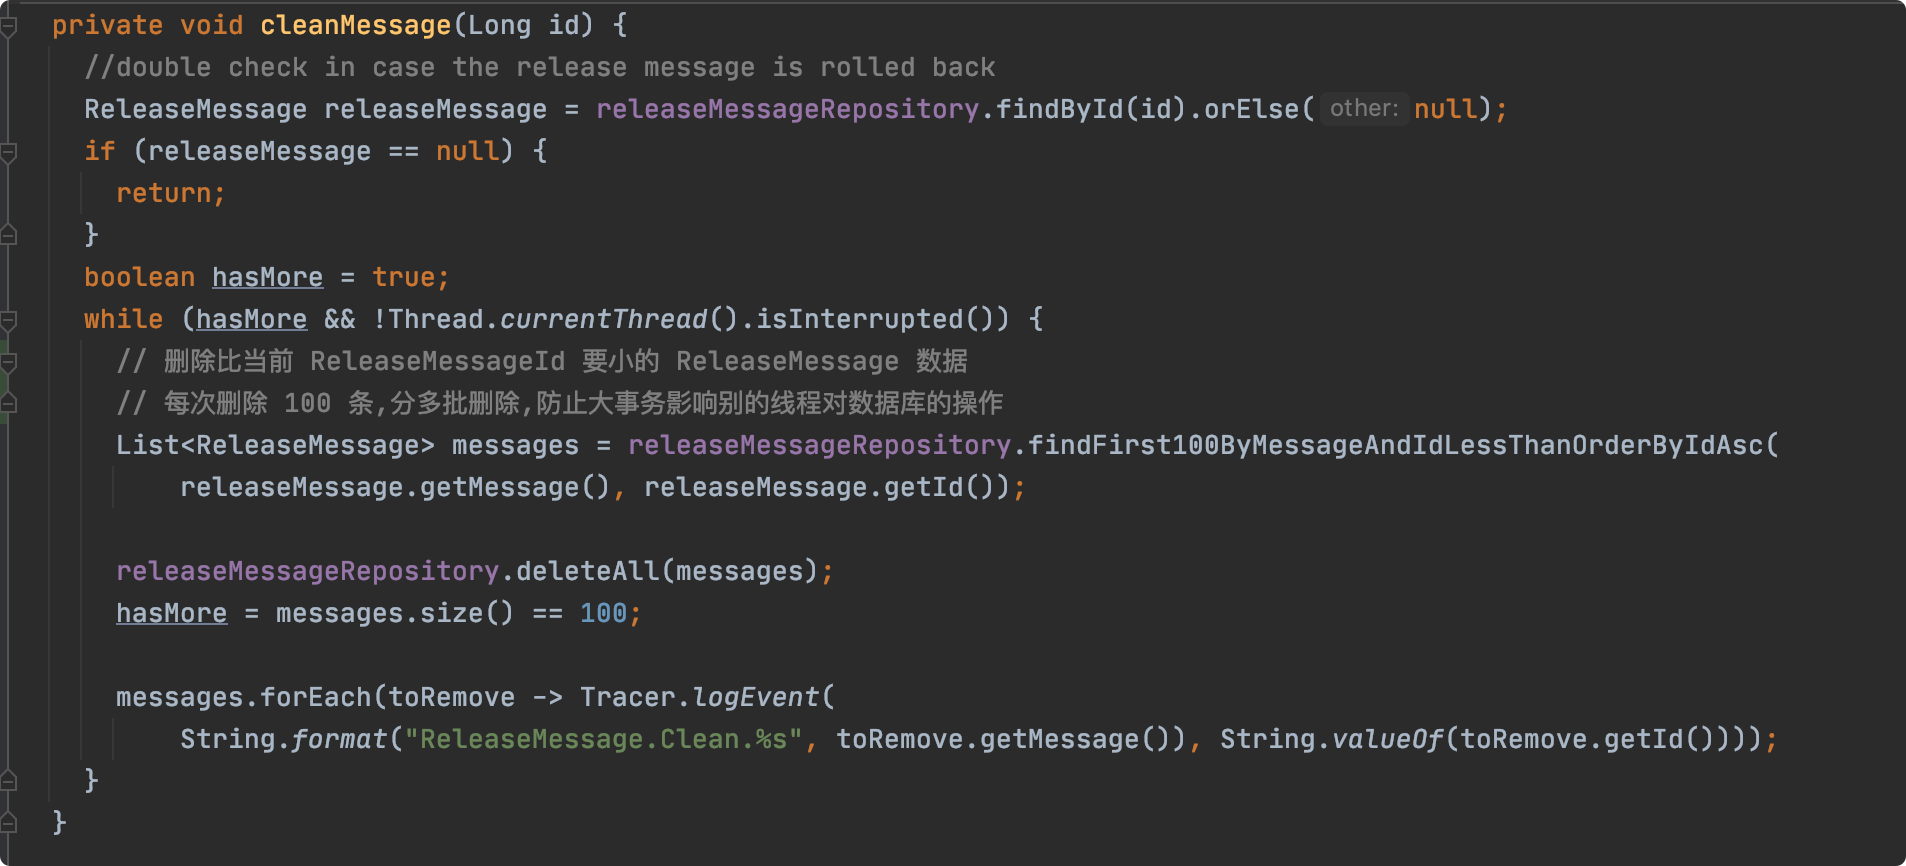 private void cleanMessage(Long id) {
//double check in case the release message is rolled back
ReleaseMessage releaseMessage = releaseMessageRepository.findById(id).orElse( other: null);
if (releaseMessage == null) {
return;
}
boolean hasMore = true;
while (hasMore && !Thread.currentThread().isInterrupted()) {
// 删除比当前 ReleaseMessageId 要小的 ReleaseMessage 数据
// 每次删除 100 条,分多批删除,防止大事务影响别的线程对数据库的操作
List<ReleaseMessage> messages = releaseMessageRepository.findFirst100ByMessageAndIdLessThanOrderByIdAsc(
releaseMessage.getMessage(), releaseMessage.getId());
releaseMessageRepository.deleteAll(messages);
hasMore = messages.size() == 100;
messages.forEach(toRemove -> Tracer.logEvent(
String.format("ReleaseMessage.Clean.%s", toRemove.getMessage()), String.valueOf(toRemove.getId())));
}
}